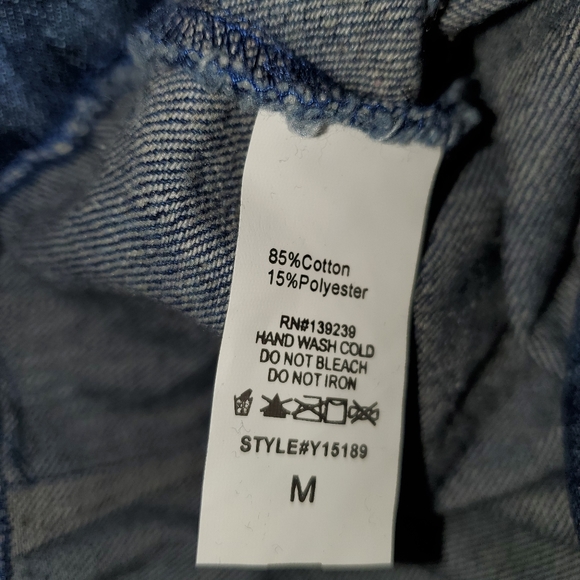 85%Cotton
15%Polyester
RN#139239
HAND WASH COLD
DO NOT BLEACH
DO NOT IRON
STYLE#Y15189
M